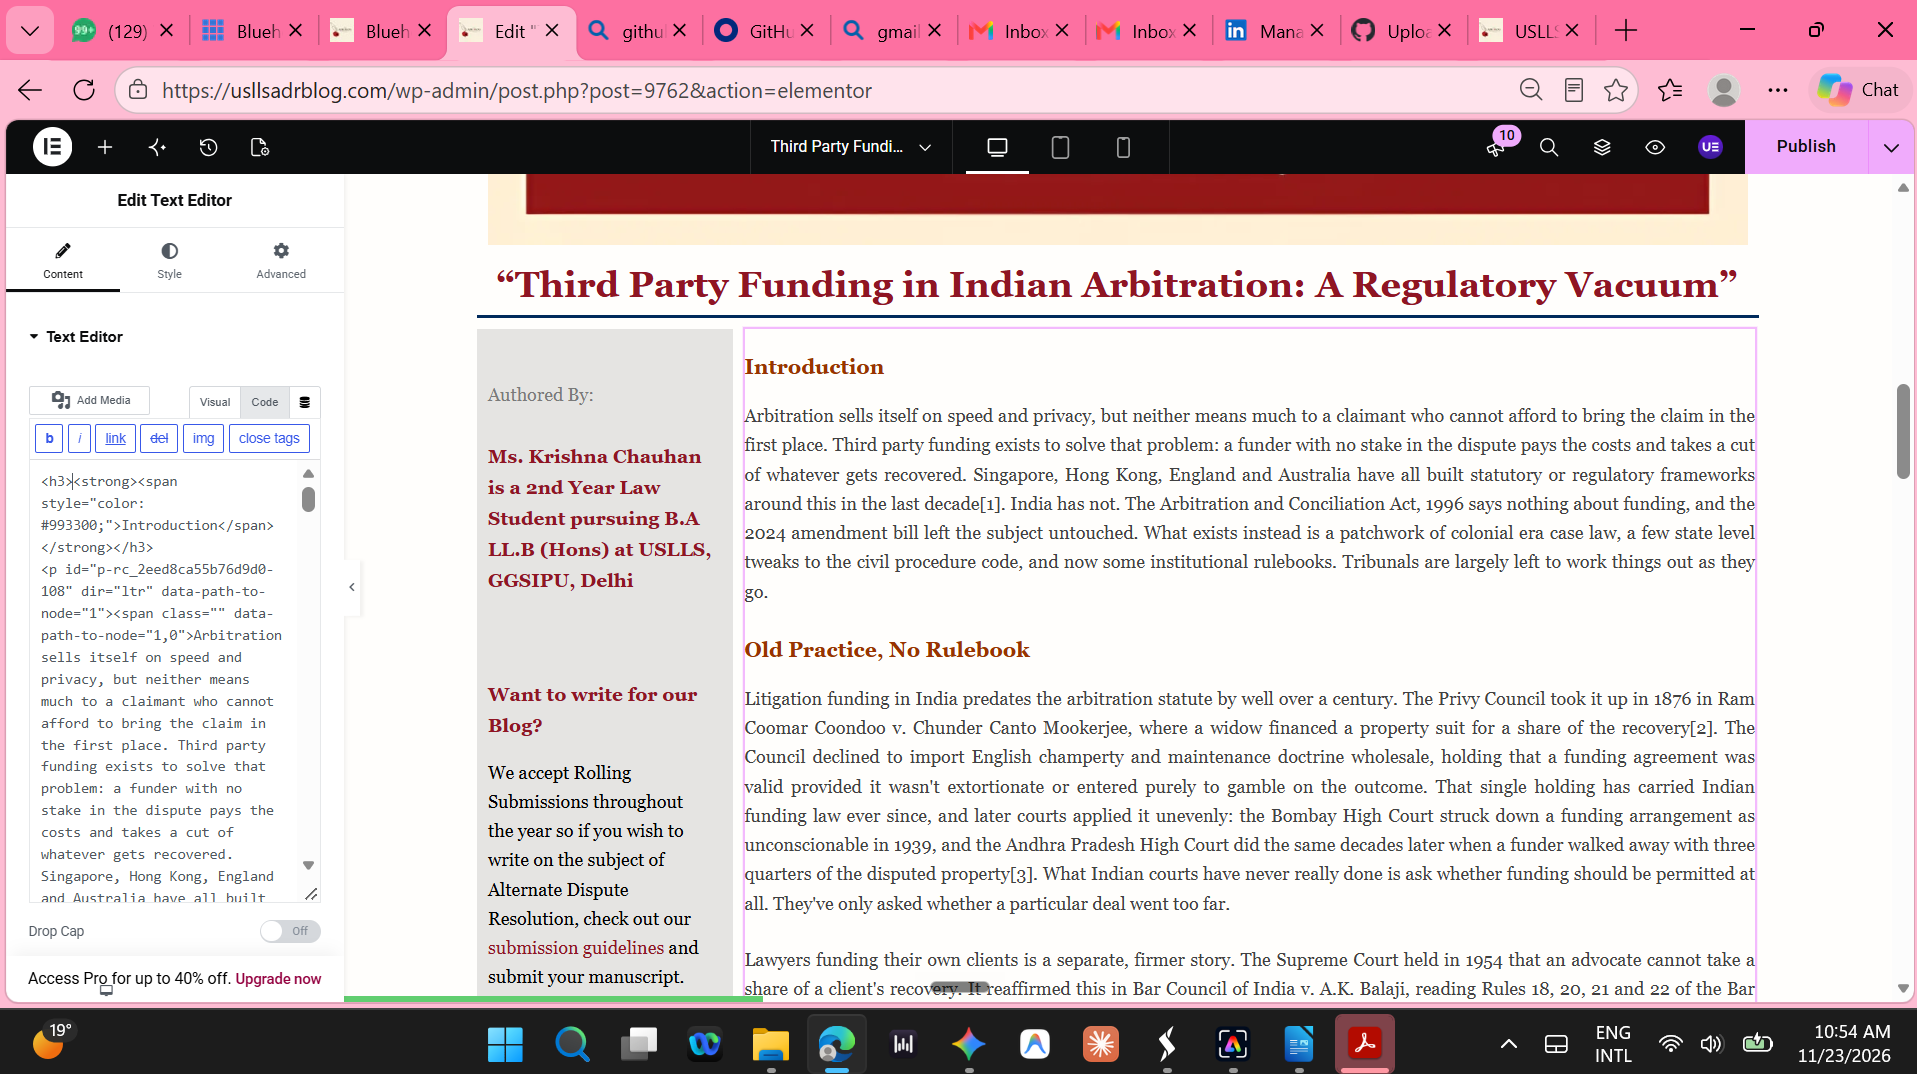 99+
(129)
Blueh
Blueh
Edit "
githu
GitHu
gmail
Inbox
Inbox
in
Mana
Uploa
USLLS
https://usllsadrblog.com/wp-admin/post.php?post=9762&action=elementor
Chat
Third Party Fundi...
10
UE
Publish
Edit Text Editor
Content
Style
Advanced
Text Editor
Add Media
Visual
Code
b
i
link
del
img
close tags
<h3><strong><span
style="color:
#993300;">Introduction</span>
</strong></h3>
<p id="p-rc_2eed8ca55b76d9d0-
108" dir="ltr" data-path-to-
node="1"><span class="" data-
path-to-node="1,0">Arbitration
sells itself on speed and
privacy, but neither means
much to a claimant who cannot
afford to bring the claim in
the first place. Third party
funding exists to solve that
problem: a funder with no
stake in the dispute pays the
costs and takes a cut of
whatever gets recovered.
Singapore, Hong Kong, England
and Australia have all built
Drop Cap
Off
Access Pro for up to 40% off. Upgrade now
“Third Party Funding in Indian Arbitration: A Regulatory Vacuum”
Authored By:
Ms. Krishna Chauhan
is a 2nd Year Law
Student pursuing B.A
LL.B (Hons) at USLLS,
GGSIPU, Delhi
Want to write for our
Blog?
We accept Rolling
Submissions throughout
the year so if you wish to
write on the subject of
Alternate Dispute
Resolution, check out our
submission guidelines and
submit your manuscript.
Introduction
Arbitration sells itself on speed and privacy, but neither means much to a claimant who cannot afford to bring the claim in the
first place. Third party funding exists to solve that problem: a funder with no stake in the dispute pays the costs and takes a cut
of whatever gets recovered. Singapore, Hong Kong, England and Australia have all built statutory or regulatory frameworks
around this in the last decade[1]. India has not. The Arbitration and Conciliation Act, 1996 says nothing about funding, and the
2024 amendment bill left the subject untouched. What exists instead is a patchwork of colonial era case law, a few state level
tweaks to the civil procedure code, and now some institutional rulebooks. Tribunals are largely left to work things out as they
go.
Old Practice, No Rulebook
Litigation funding in India predates the arbitration statute by well over a century. The Privy Council took it up in 1876 in Ram
Coomar Coondoo v. Chunder Canto Mookerjee, where a widow financed a property suit for a share of the recovery[2]. The
Council declined to import English champerty and maintenance doctrine wholesale, holding that a funding agreement was
valid provided it wasn't extortionate or entered purely to gamble on the outcome. That single holding has carried Indian
funding law ever since, and later courts applied it unevenly: the Bombay High Court struck down a funding arrangement as
unconscionable in 1939, and the Andhra Pradesh High Court did the same decades later when a funder walked away with three
quarters of the disputed property[3]. What Indian courts have never really done is ask whether funding should be permitted at
all. They've only asked whether a particular deal went too far.
Lawyers funding their own clients is a separate, firmer story. The Supreme Court held in 1954 that an advocate cannot take a
share of a client's recovery. It reaffirmed this in Bar Council of India v. A.K. Balaji, reading Rules 18, 20, 21 and 22 of the Bar
19°
ENG
INTL
10:54 AM
11/23/2026